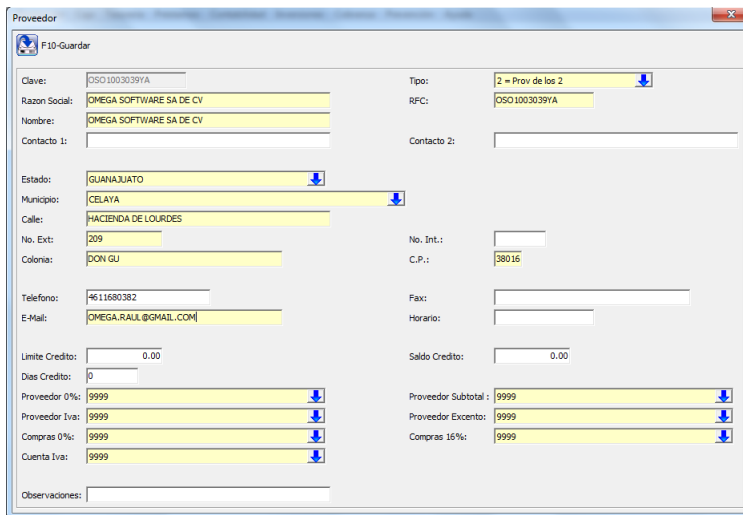 Proveedor
F10-Guardar
Clave: OSO1003039YA Tipo: 2 = Prov de los 2
Razon Social: OMEGA SOFTWARE SA DE CV RFC: OSO1003039YA
Nombre: OMEGA SOFTWARE SA DE CV
Contacto 1: Contacto 2:
Estado: GUANAJUATO
Municipio: CELAYA
Calle: HACIENDA DE LOURDES
No. Ext: 209 No. Int.:
Colonia: DON GU C.P.: 38016
Telefono: 4611680382 Fax:
E-Mail: OMEGA.RAUL@GMAIL.COM Horario:
Limite Credito: 0.00 Saldo Credito: 0.00
Dias Credito: 0
Proveedor 0%: 9999 Proveedor Subtotal : 9999
Proveedor Iva: 9999 Proveedor Excento: 9999
Compras 0%: 9999 Compras 16%: 9999
Cuenta Iva: 9999
Observaciones: